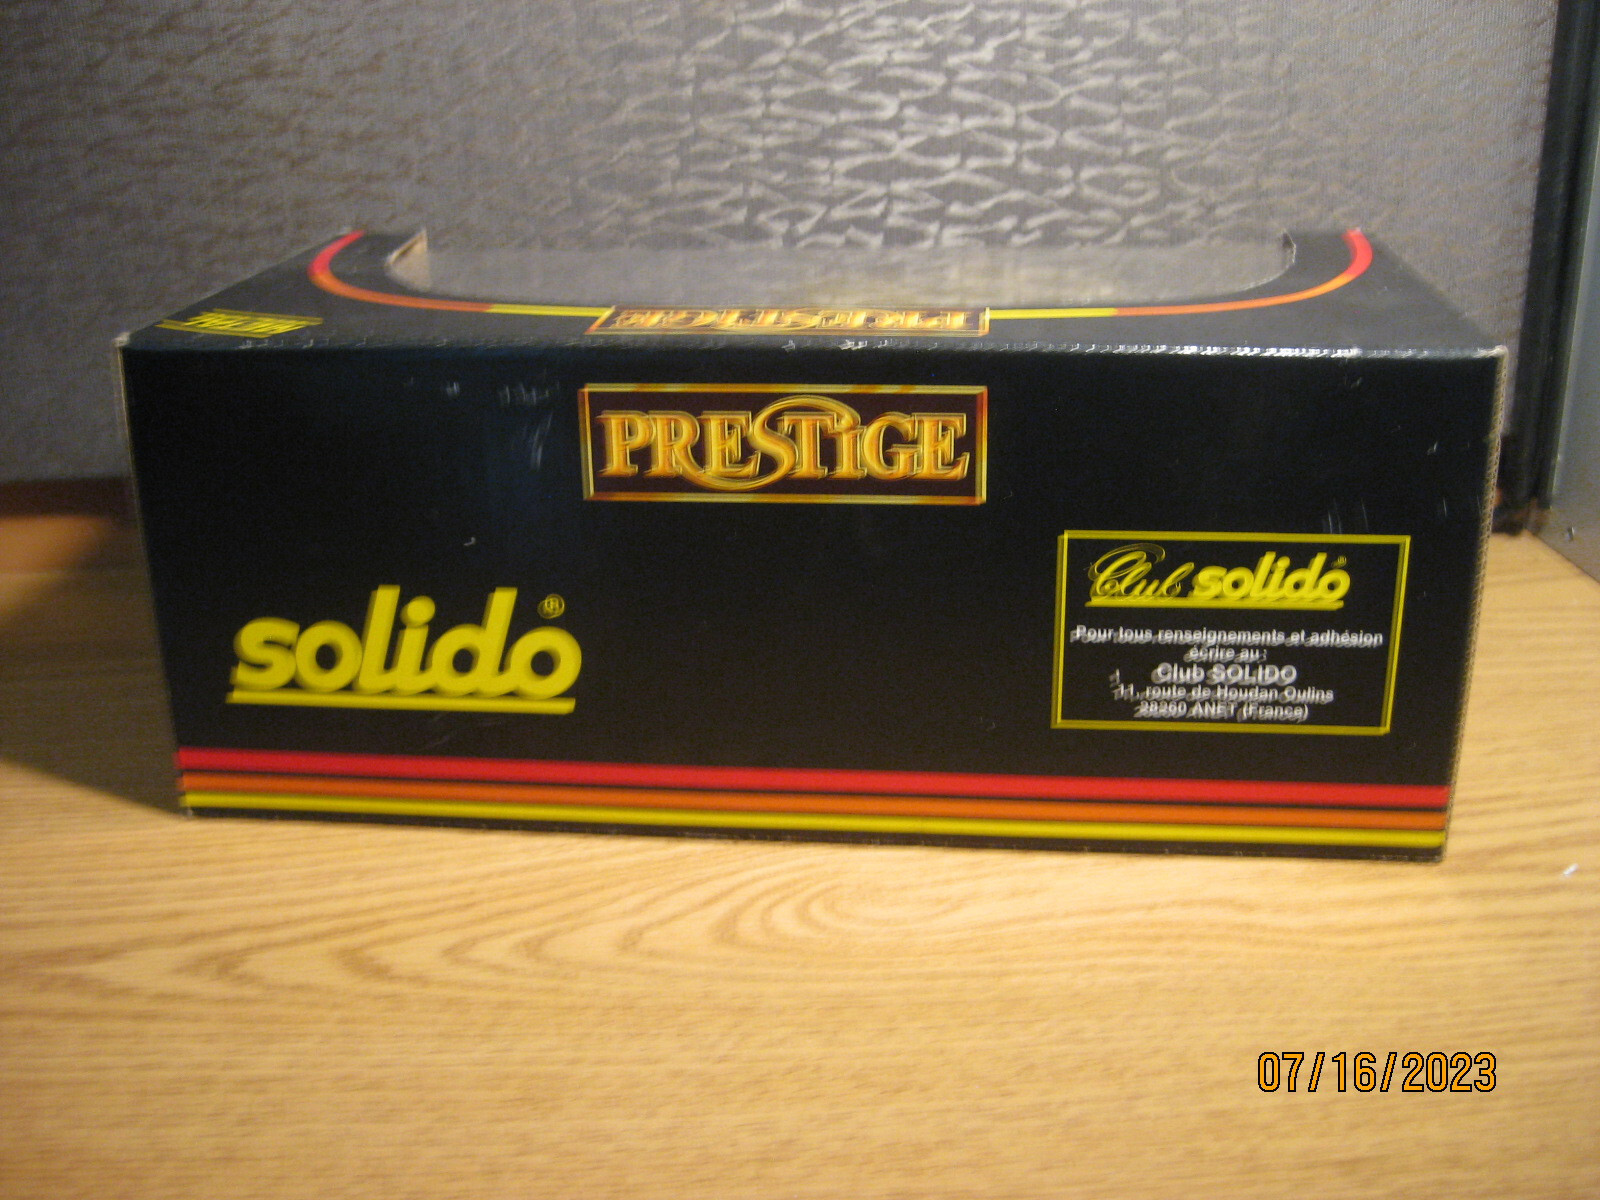 PRESTiGE
PRESTiGE
solido®
Club solido®
Pour tous renseignements et adhésion
écrire au :
Club SOLIDO
11, route de Houdan Oulins
28260 ANET (France)
07/16/2023